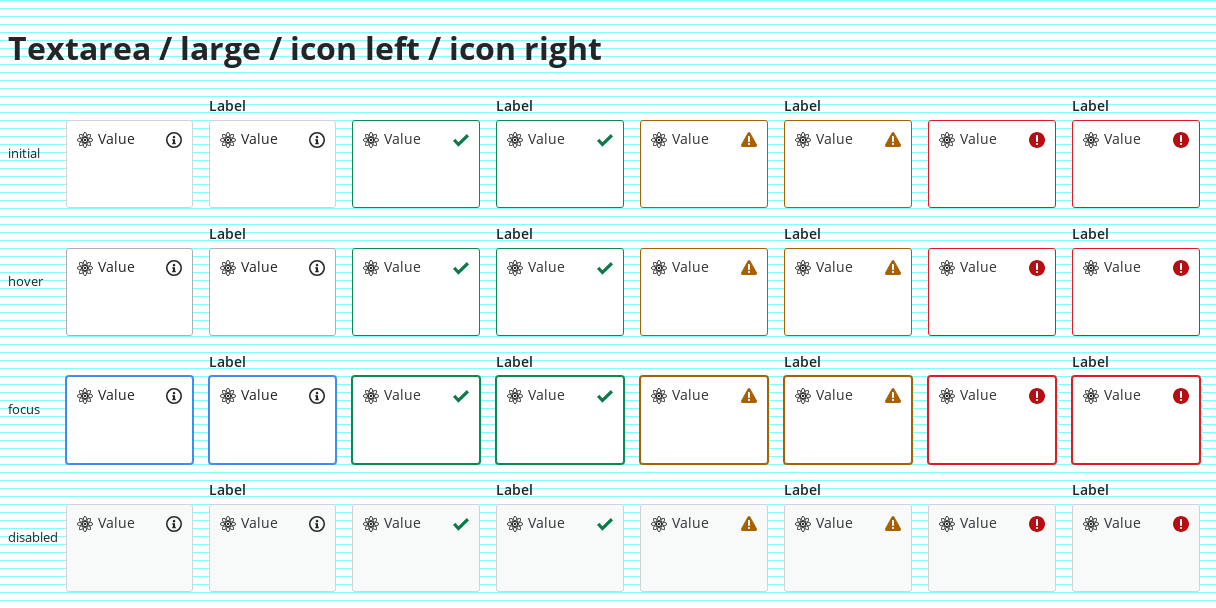 Textarea / large / icon left / icon right
Label Label Label Label
initial Value Value Value Value Value Value Value Value
Label Label Label Label
hover Value Value Value Value Value Value Value Value
Label Label Label Label
focus Value Value Value Value Value Value Value Value
Label Label Label Label
disabled Value Value Value Value Value Value Value Value